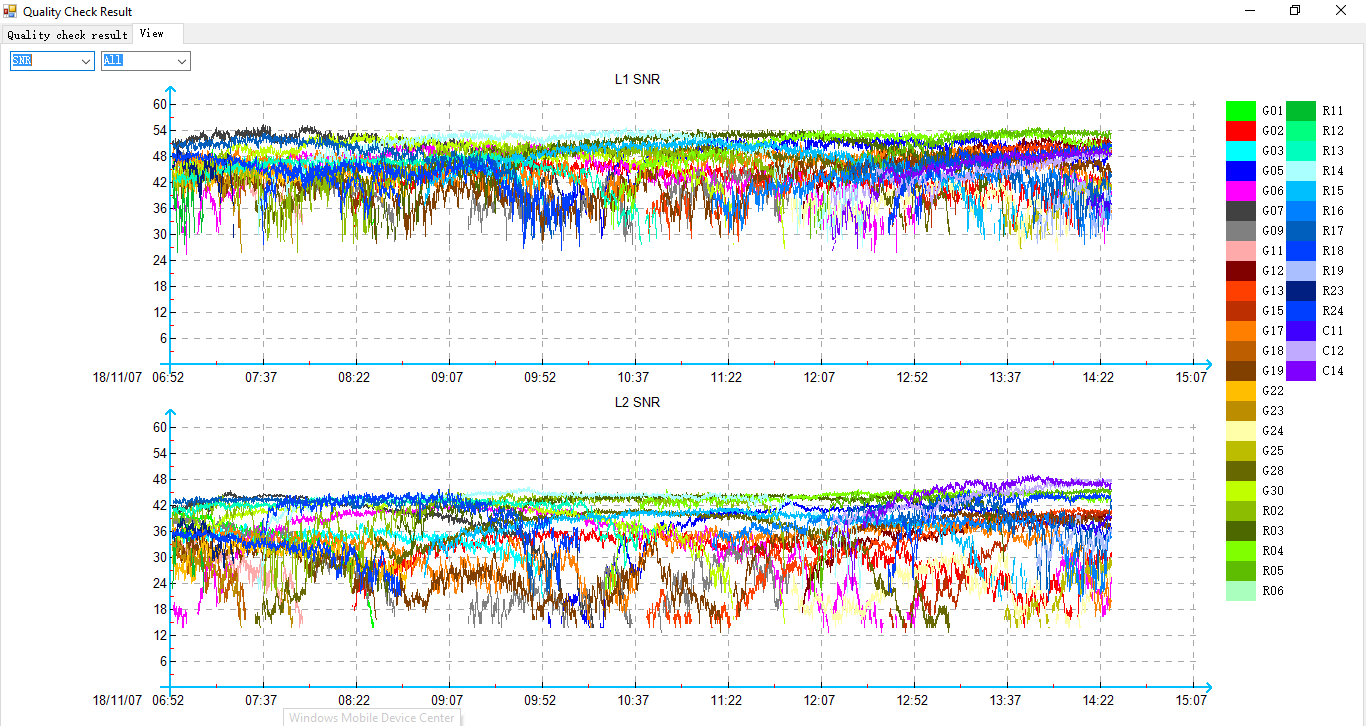 Quality Check Result
Quality check result View
SNR All
L1 SNR
60
54
48
42
36
30
24
18
12
6
18/11/07 06:52 07:37 08:22 09:07 09:52 10:37 11:22 12:07 12:52 13:37 14:22 15:07
L2 SNR
60
54
48
42
36
30
24
18
12
6
18/11/07 06:52 07:37 08:22 09:07 09:52 10:37 11:22 12:07 12:52 13:37 14:22 15:07
G01 R11
G02 R12
G03 R13
G05 R14
G06 R15
G07 R16
G09 R17
G11 R18
G12 R19
G13 R23
G15 R24
G17 C11
G18 C12
G19 C14
G22
G23
G24
G25
G28
G30
R02
R03
R04
R05
R06
Windows Mobile Device Center